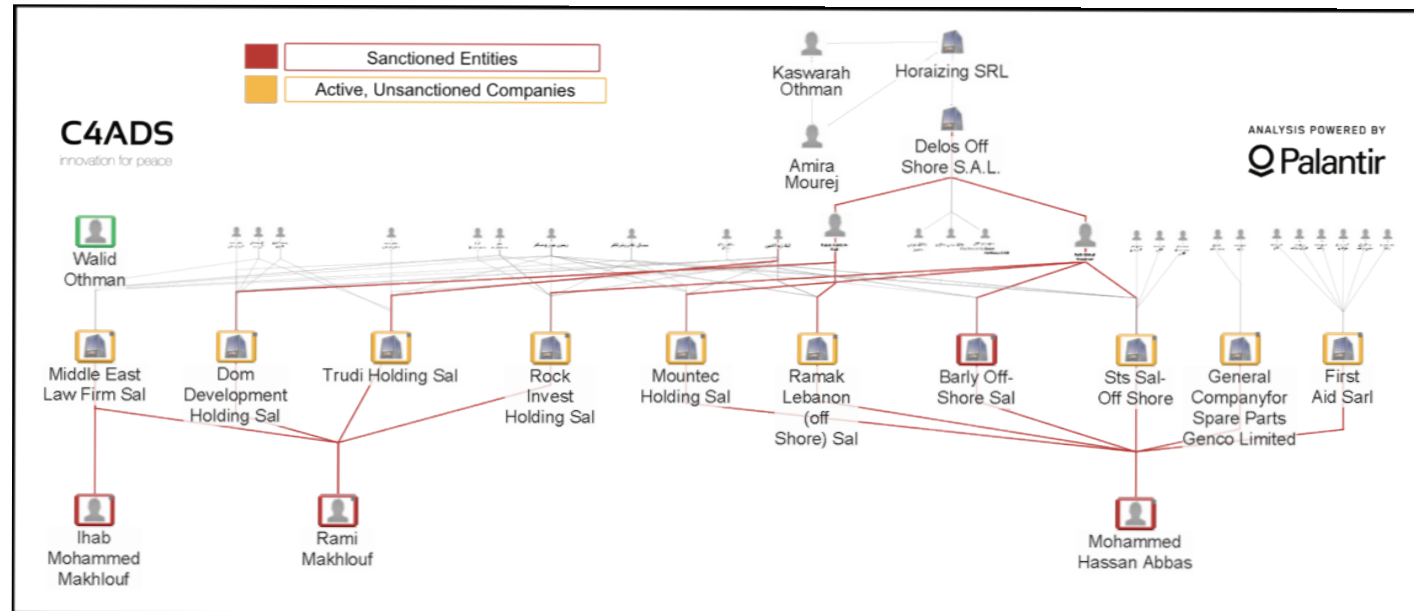 Sanctioned Entities
Active, Unsanctioned Companies
C4ADS
innovation for peace
ANALYSIS POWERED BY
Palantir
Kaswarah
Othman
Horaizing SRL
Amira
Mourej
Delos Off
Shore S.A.L.
Walid
Othman
Middle East
Law Firm Sal
Dom
Development
Holding Sal
Trudi Holding Sal
Rock
Invest
Holding Sal
Mountec
Holding Sal
Ramak
Lebanon
(off
Shore) Sal
Barly Off-
Shore Sal
Sts Sal-
Off Shore
General
Companyfor
Spare Parts
Genco Limited
First
Aid Sarl
Ihab
Mohammed
Makhlouf
Rami
Makhlouf
Mohammed
Hassan Abbas